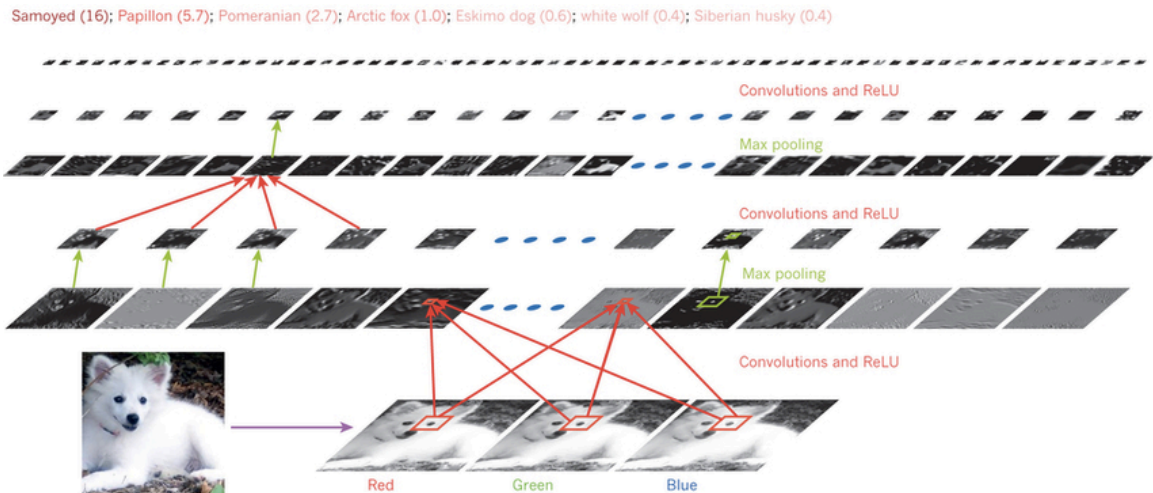 Samoyed (16); Papillon (5.7); Pomeranian (2.7); Arctic fox (1.0); Eskimo dog (0.6); white wolf (0.4); Siberian husky (0.4)
Convolutions and ReLU
Max pooling
Convolutions and ReLU
Max pooling
Convolutions and ReLU
Red Green Blue